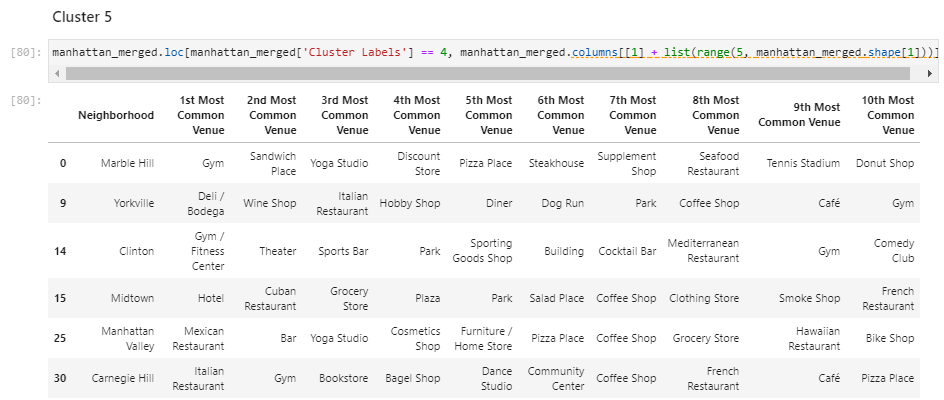 Cluster 5
[80]: manhattan_merged.loc[manhattan_merged['Cluster Labels'] == 4, manhattan_merged.columns[[1] + list(range(5, manhattan_merged.shape[1]))]]
[80]:
Neighborhood 1st Most Common Venue 2nd Most Common Venue 3rd Most Common Venue 4th Most Common Venue 5th Most Common Venue 6th Most Common Venue 7th Most Common Venue 8th Most Common Venue 9th Most Common Venue 10th Most Common Venue
0 Marble Hill Gym Sandwich Place Yoga Studio Discount Store Pizza Place Steakhouse Supplement Shop Seafood Restaurant Tennis Stadium Donut Shop
9 Yorkville Deli / Bodega Wine Shop Italian Restaurant Hobby Shop Diner Dog Run Park Coffee Shop Café Gym
14 Clinton Gym / Fitness Center Theater Sports Bar Park Sporting Goods Shop Building Cocktail Bar Mediterranean Restaurant Gym Comedy Club
15 Midtown Hotel Cuban Restaurant Grocery Store Plaza Park Salad Place Coffee Shop Clothing Store Smoke Shop French Restaurant
25 Manhattan Valley Mexican Restaurant Bar Yoga Studio Cosmetics Shop Furniture / Home Store Pizza Place Coffee Shop Grocery Store Hawaiian Restaurant Bike Shop
30 Carnegie Hill Italian Restaurant Gym Bookstore Bagel Shop Dance Studio Community Center Coffee Shop French Restaurant Café Pizza Place